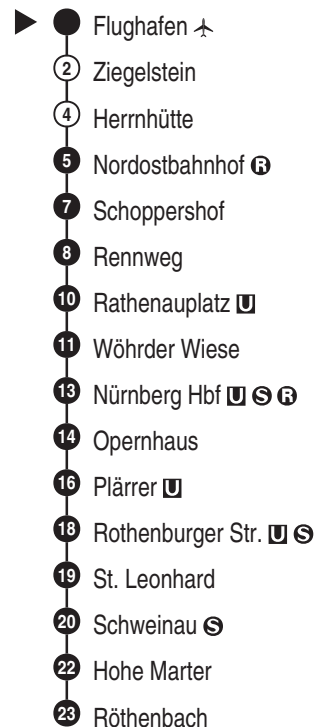 Flughafen
2 Ziegelstein
4 Herrnhütte
5 Nordostbahnhof R
7 Schoppershof
8 Rennweg
10 Rathenauplatz U
11 Wöhrder Wiese
13 Nürnberg Hbf U S R
14 Opernhaus
16 Plärrer U
18 Rothenburger Str. U S
19 St. Leonhard
20 Schweinau S
22 Hohe Marter
23 Röthenbach